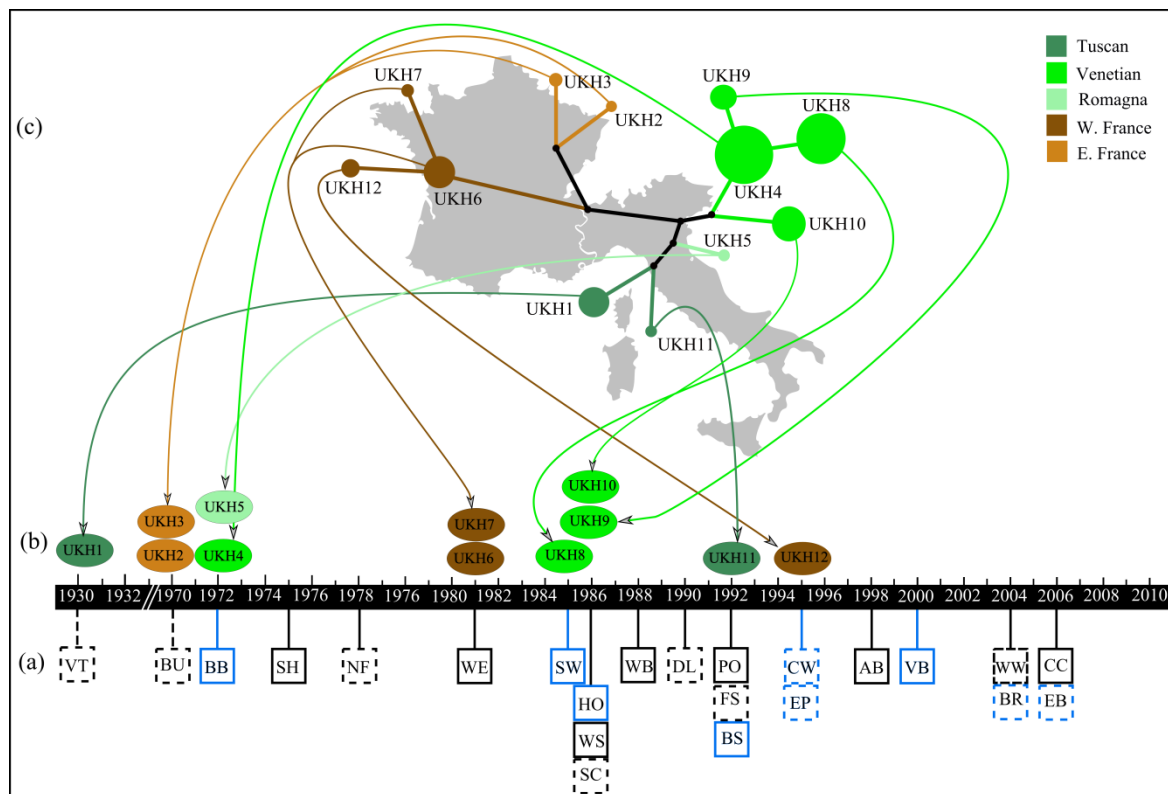 (c)
UKH7
UKH3
UKH2
UKH12
UKH6
UKH9
UKH8
UKH4
UKH10
UKH5
UKH1
UKH11
Tuscan
Venetian
Romagna
W. France
E. France
(b)
UKH1
UKH3
UKH2
UKH5
UKH4
UKH7
UKH6
UKH10
UKH9
UKH8
UKH11
UKH12
1930 1932 1970 1972 1974 1976 1976 1980 1982 1984 1986 1988 1990 1992 1994 1996 1998 2000 2002 2004 2006 2008 2010
(a)
VT BU BB SH NF WE SW WB DL PO CW AB VB WW CC
HO FS EP BR EB
WS BS
SC